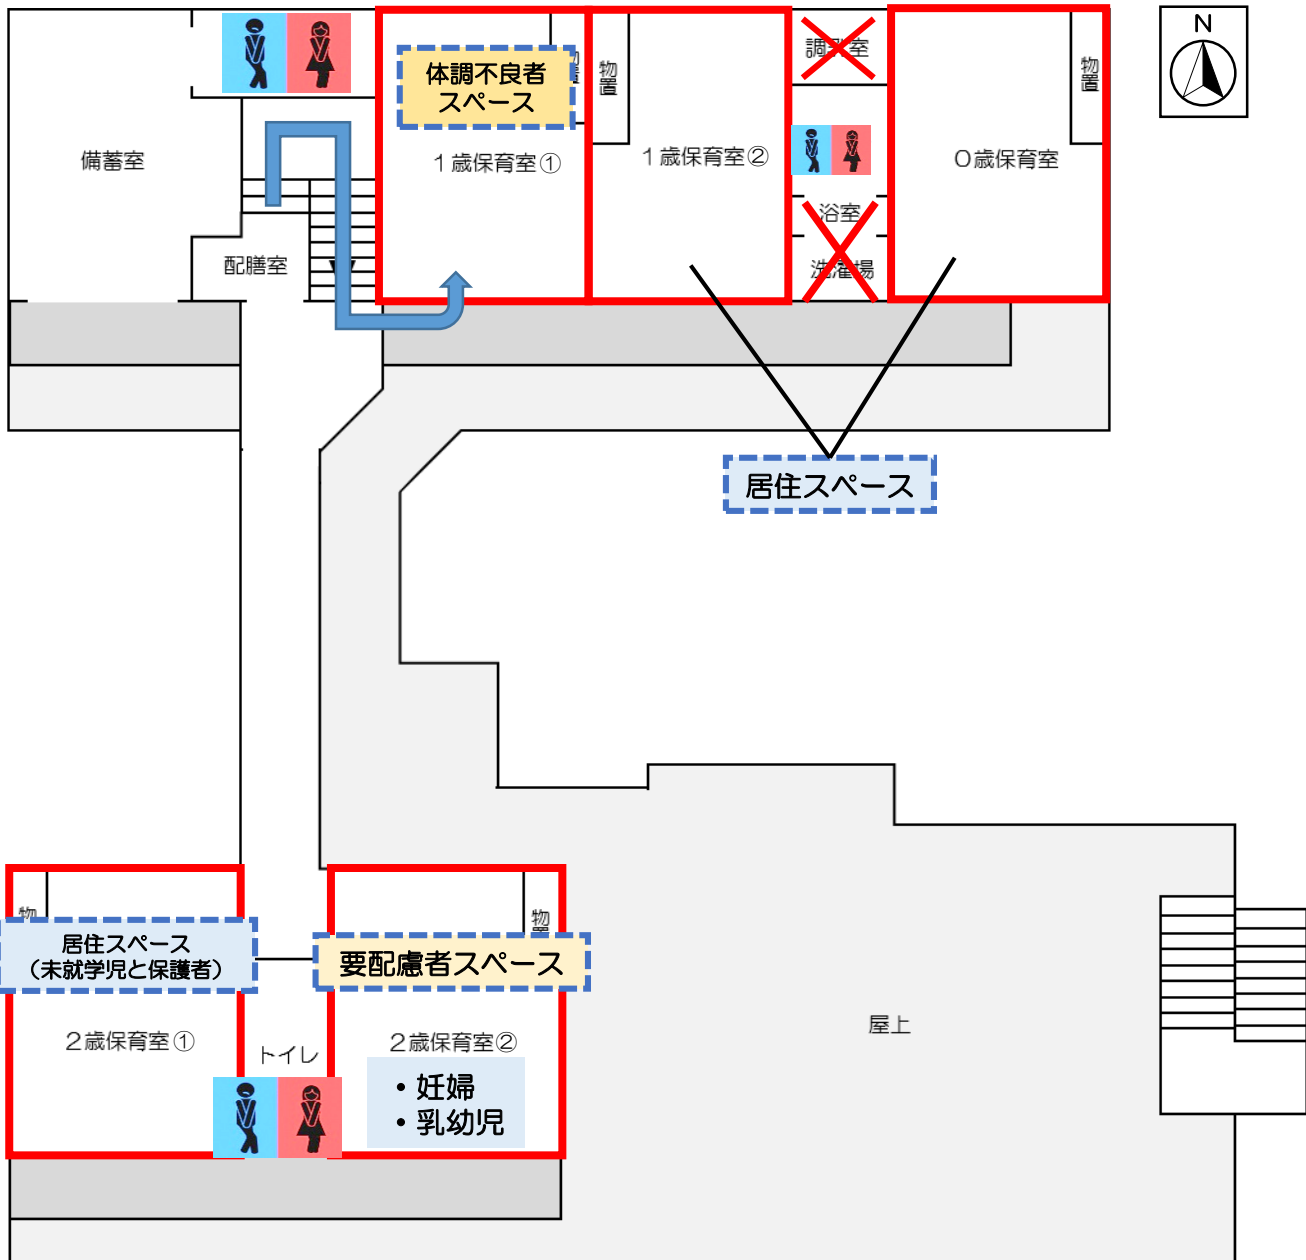 N
体調不良者
スペース
物置
物置
備蓄室
1歳保育室①
1歳保育室②
0歳保育室
浴室
配膳室
洗濯場
居住スペース
物置
居住スペース
（未就学児と保護者）
要配慮者スペース
2歳保育室①
トイレ
2歳保育室②
・妊婦
・乳幼児
屋上